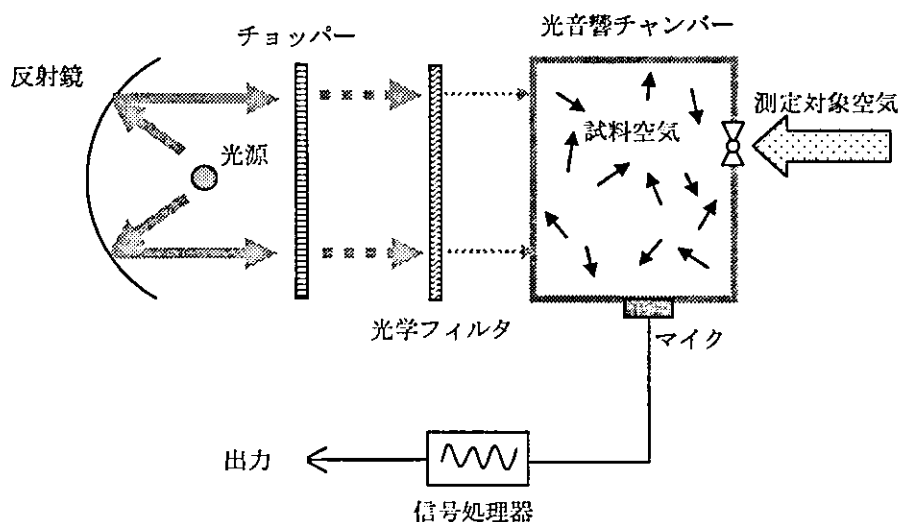 光音響チャンバー
チョッパー
反射鏡
測定対象空気
試料空気
光源
光学フィルタ
マイク
出力
信号処理器